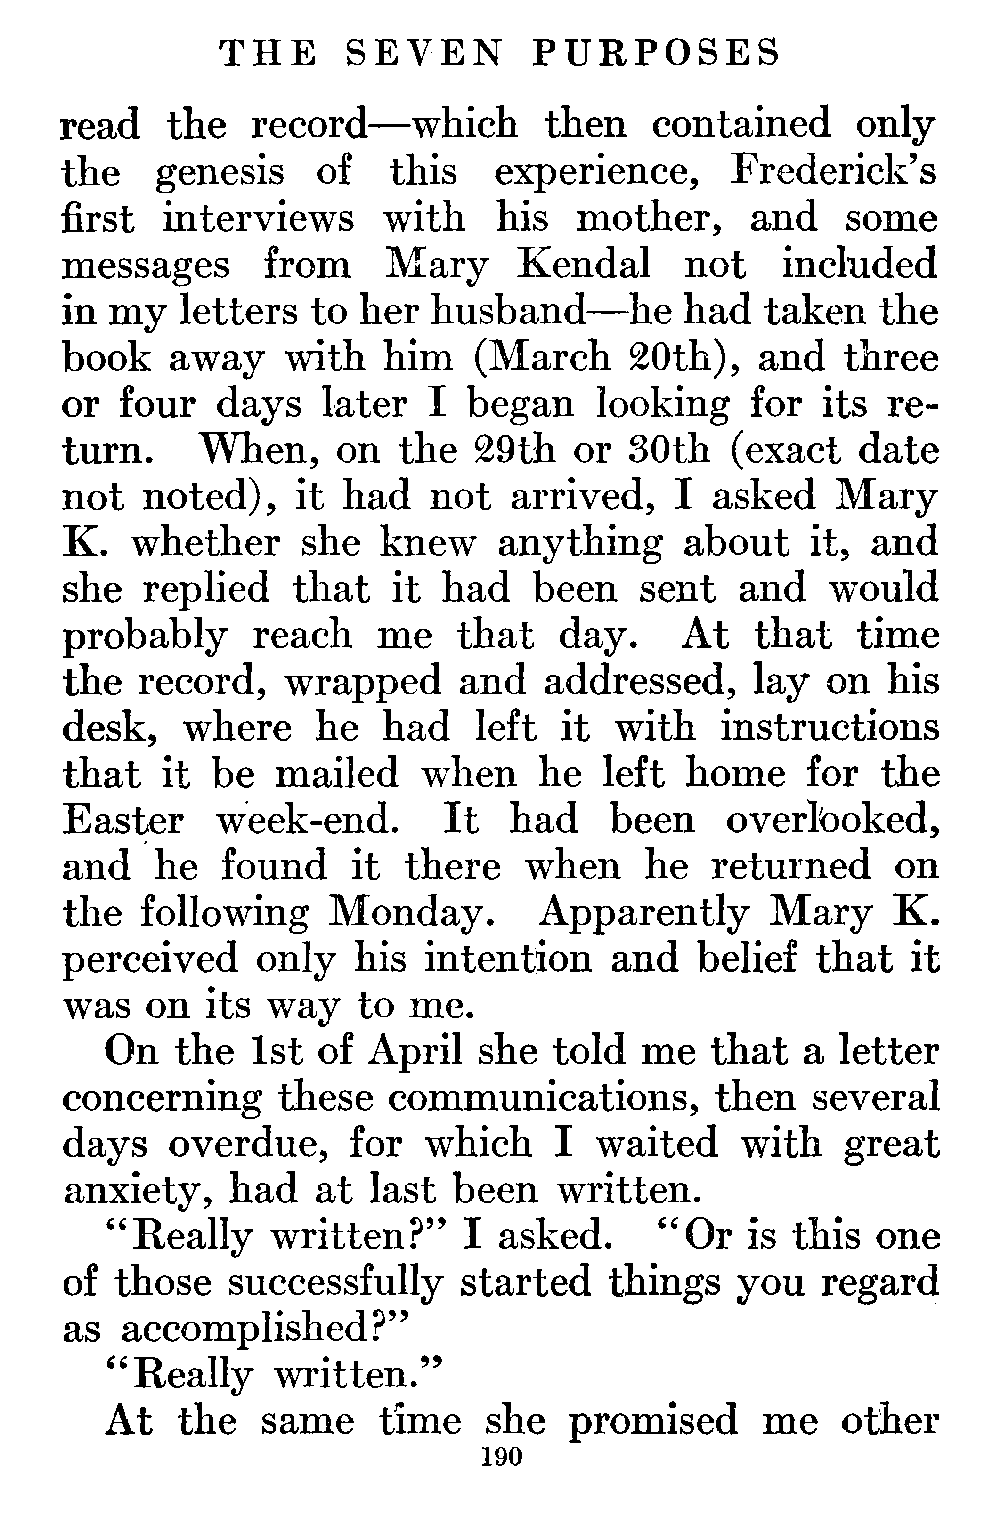 THE SEVEN PURPOSES
read the record—which then contained only
the genesis of this experience, Frederick's
first interviews with his mother, and some
messages from Mary Kendal not included
in my letters to her husband—he had taken the
book away with him (March 20th), and three
or four days later I began looking for its re-
turn. When, on the 29th or 30th (exact date
not noted), it had not arrived, I asked Mary
K. whether she knew anything about it, and
she replied that it had been sent and would
probably reach me that day. At that time
the record, wrapped and addressed, lay on his
desk, where he had left it with instructions
that it be mailed when he left home for the
Easter week-end. It had been overlooked,
and he found it there when he returned on
the following Monday. Apparently Mary K.
perceived only his intention and belief that it
was on its way to me.
On the 1st of April she told me that a letter
concerning these communications, then several
days overdue, for which I waited with great
anxiety, had at last been written.
“Really written?” I asked. “Or is this one
of those successfully started things you regard
as accomplished?”
“Really written.”
At the same time she promised me other
190